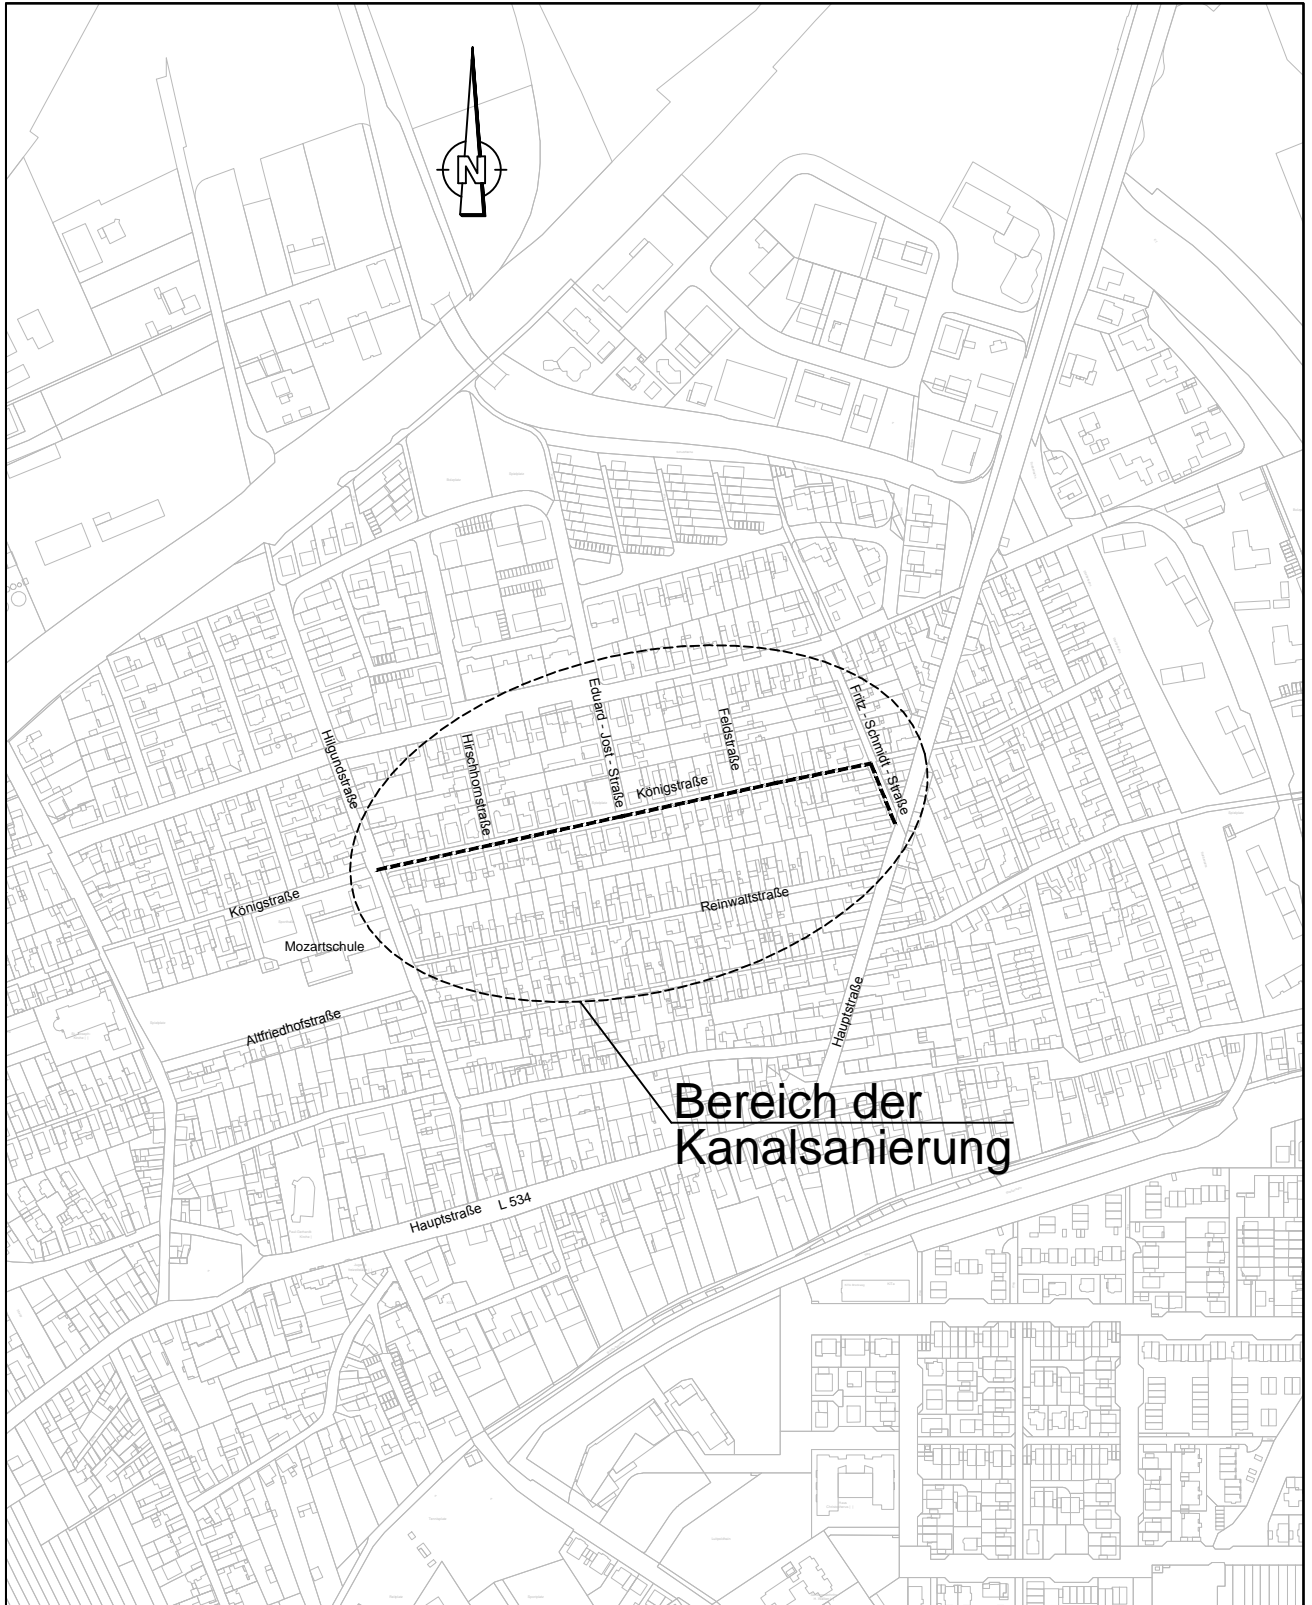 N
Eduard - Jost - Straße
Fritz - Schmidt - Straße
Feldstraße
Hilgundstraße
Hirschhornstraße
Königstraße
Königstraße
Reinwaltstraße
Mozartschule
Hauptstraße
Altfriedhofstraße
Bereich der
Kanalsanierung
Hauptstraße L 534